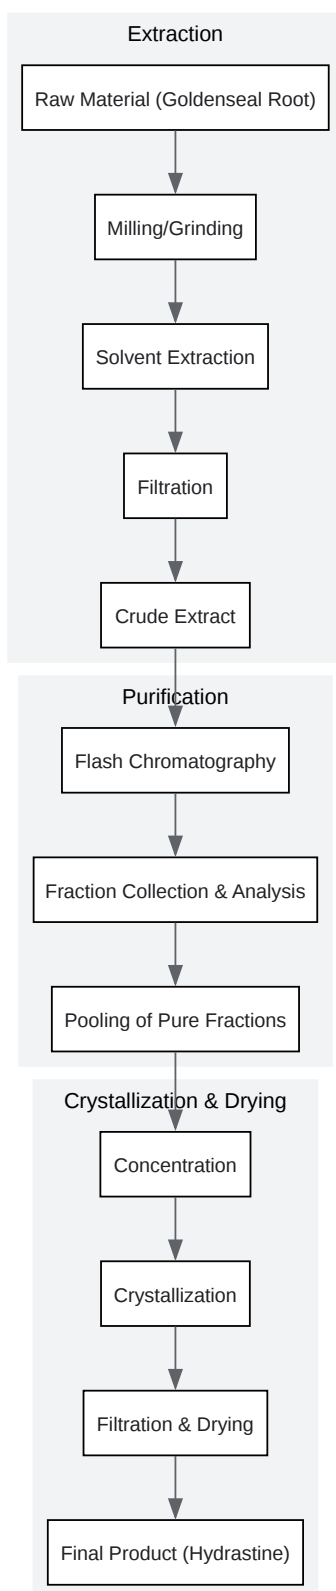 Extraction
Raw Material (Goldenseal Root)
Milling/Grinding
Solvent Extraction
Filtration
Crude Extract
Purification
Flash Chromatography
Fraction Collection & Analysis
Pooling of Pure Fractions
Crystallization & Drying
Concentration
Crystallization
Filtration & Drying
Final Product (Hydrastine)